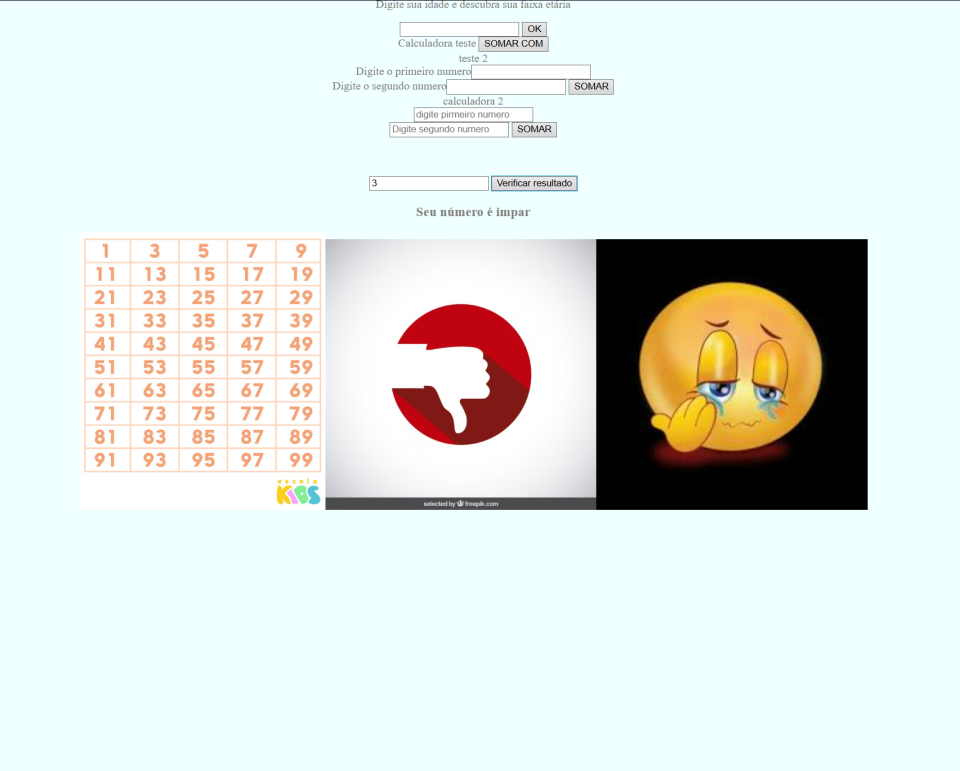 Digite sua idade e descubra sua faixa etária
OK
Calculadora teste SOMAR COM
teste 2
Digite o primeiro numero
Digite o segundo numero SOMAR
calculadora 2
digite pirmeiro numero
Digite segundo numero SOMAR
3 Verificar resultado
Seu número é impar
1 3 5 7 9
11 13 15 17 19
21 23 25 27 29
31 33 35 37 39
41 43 45 47 49
51 53 55 57 59
61 63 65 67 69
71 73 75 77 79
81 83 85 87 89
91 93 95 97 99
escola
KIDS
selected by freepik.com